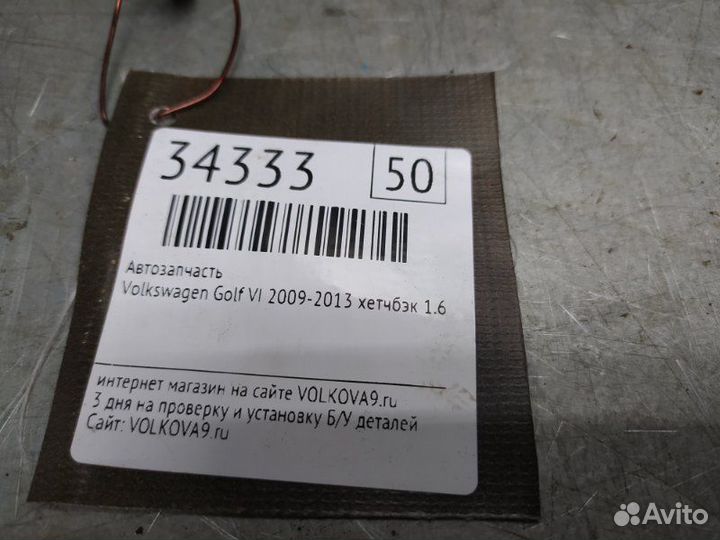 34333 50
Автозапчасть
Volkswagen Golf VI 2009-2013 хетчбэк 1.6
интернет магазин на сайте VOLKOVA9.ru
3 дня на проверку и установку Б/У деталей
Сайт: VOLKOVA9.ru
Avito